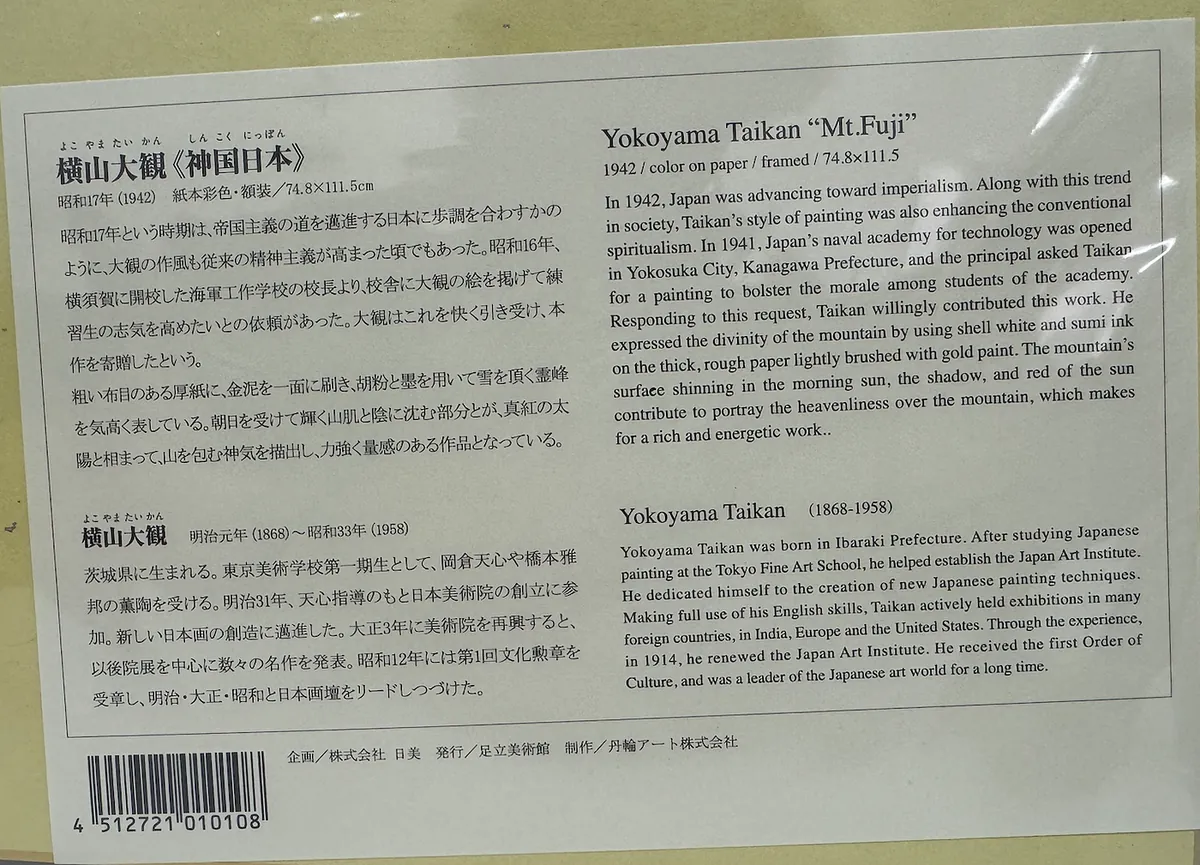 よこ やま たい かん しん こく にっぽん
横山大観《神国日本》
昭和17年(1942) 紙本彩色・額装／74.8×111.5cm
昭和17年という時期は、帝国主義の道を邁進する日本に歩調を合わすかの
ように、大観の作風も従来の精神主義が高まった頃でもあった。昭和16年、
横須賀に開校した海軍工作学校の校長より、校舎に大観の絵を掲げて練
習生の志気を高めたいとの依頼があった。大観はこれを快く引き受け、本
作を寄贈したという。
粗い布目のある厚紙に、金泥を一面に刷き、胡粉と墨を用いて雪を頂く霊峰
を気高く表している。朝日を受けて輝く山肌と陰に沈む部分とが、真紅の太
陽と相まって、山を包む神気を描出し、力強く量感のある作品となっている。
よこ やま たい かん
横山大観 明治元年(1868)～昭和33年(1958)
茨城県に生まれる。東京美術学校第一期生として、岡倉天心や橋本雅
邦の薫陶を受ける。明治31年、天心指導のもと日本美術院の創立に参
加。新しい日本画の創造に邁進した。大正3年に美術院を再興すると、
以後院展を中心に数々の名作を発表。昭和12年には第1回文化勲章を
受章し、明治・大正・昭和と日本画壇をリードしつづけた。
Yokoyama Taikan “Mt.Fuji”
1942 / color on paper / framed / 74.8×111.5
In 1942, Japan was advancing toward imperialism. Along with this trend
in society, Taikan's style of painting was also enhancing the conventional
spiritualism. In 1941, Japan's naval academy for technology was opened
in Yokosuka City, Kanagawa Prefecture, and the principal asked Taikan
for a painting to bolster the morale among students of the academy.
Responding to this request, Taikan willingly contributed this work. He
expressed the divinity of the mountain by using shell white and sumi ink
on the thick, rough paper lightly brushed with gold paint. The mountain's
surface shinning in the morning sun, the shadow, and red of the sun
contribute to portray the heavenliness over the mountain, which makes
for a rich and energetic work..
Yokoyama Taikan (1868-1958)
Yokoyama Taikan was born in Ibaraki Prefecture. After studying Japanese
painting at the Tokyo Fine Art School, he helped establish the Japan Art Institute.
He dedicated himself to the creation of new Japanese painting techniques.
Making full use of his English skills, Taikan actively held exhibitions in many
foreign countries, in India, Europe and the United States. Through the experience,
in 1914, he renewed the Japan Art Institute. He received the first Order of
Culture, and was a leader of the Japanese art world for a long time.
企画／株式会社 日美 発行／足立美術館 制作／丹輪アート株式会社
4 512721 010108